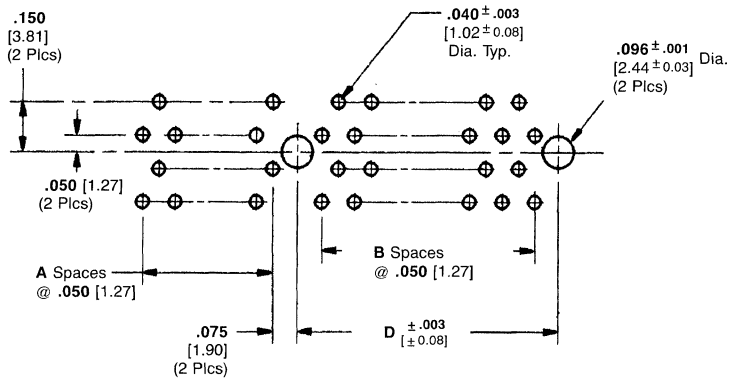 .150
[3.81]
(2 Plcs)
.040 ± .003
[1.02 ± 0.08]
Dia. Typ.
.096 ± .001
[2.44 ± 0.03] Dia.
(2 Plcs)
.050 [1.27]
(2 Plcs)
A Spaces
@ .050 [1.27]
B Spaces
@ .050 [1.27]
.075
[1.90]
(2 Plcs)
D ± .003
[± 0.08]